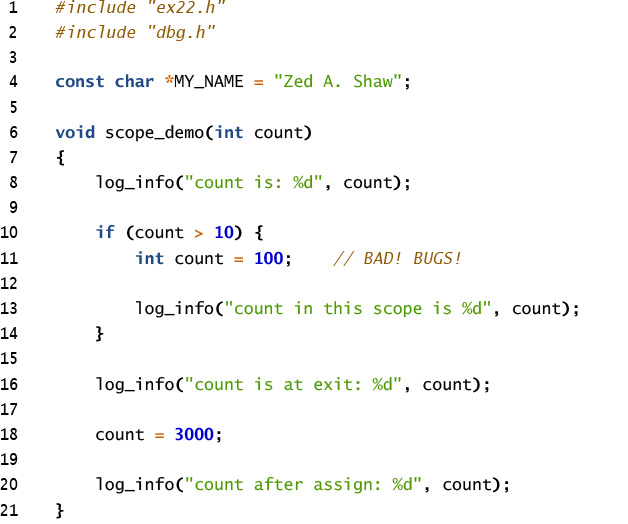 1 #include "ex22.h"
2 #include "dbg.h"
3
4 const char *MY_NAME = "Zed A. Shaw";
5
6 void scope_demo(int count)
7 {
8     log_info("count is: %d", count);
9
10     if (count > 10) {
11         int count = 100;    // BAD! BUGS!
12
13         log_info("count in this scope is %d", count);
14     }
15
16     log_info("count is at exit: %d", count);
17
18     count = 3000;
19
20     log_info("count after assign: %d", count);
21 }